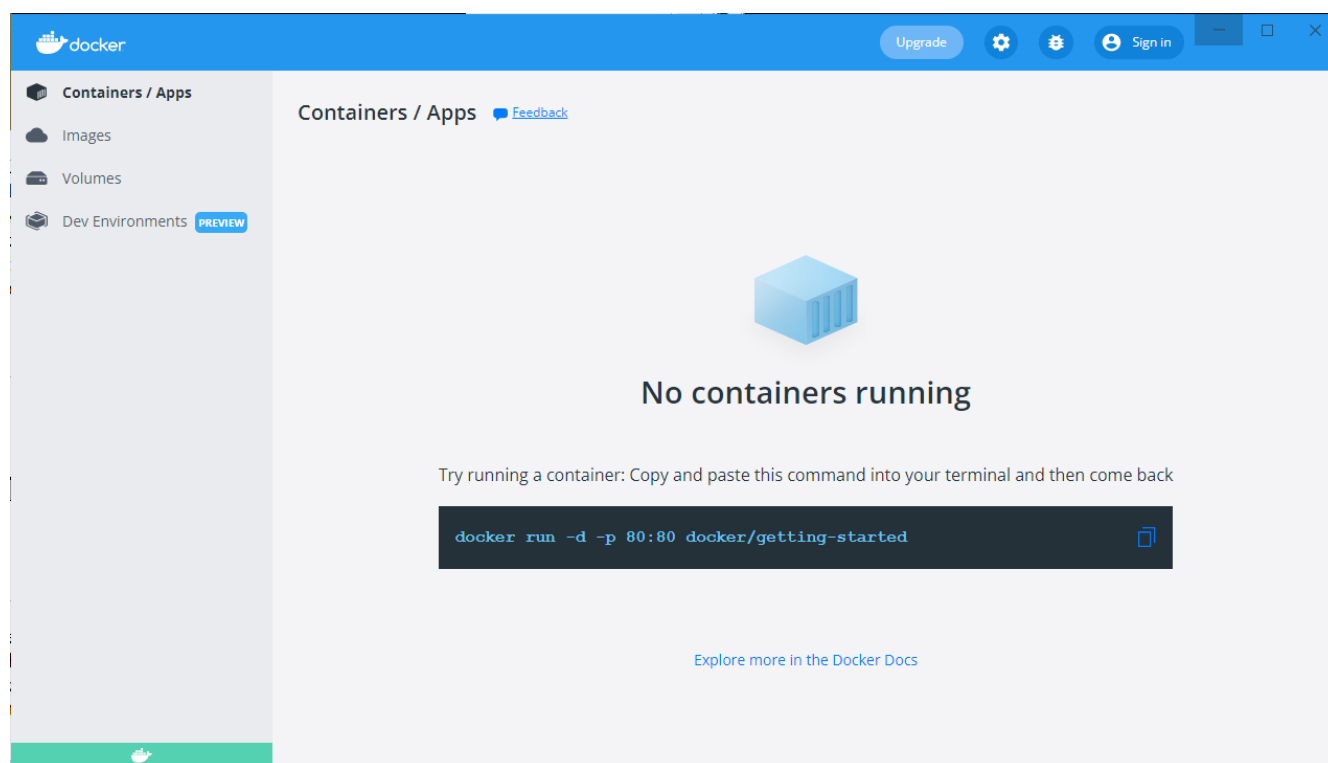 docker
Upgrade
Sign in
Containers / Apps
Images
Volumes
Dev Environments PREVIEW
Containers / Apps Feedback
No containers running
Try running a container: Copy and paste this command into your terminal and then come back
docker run -d -p 80:80 docker/getting-started
Explore more in the Docker Docs